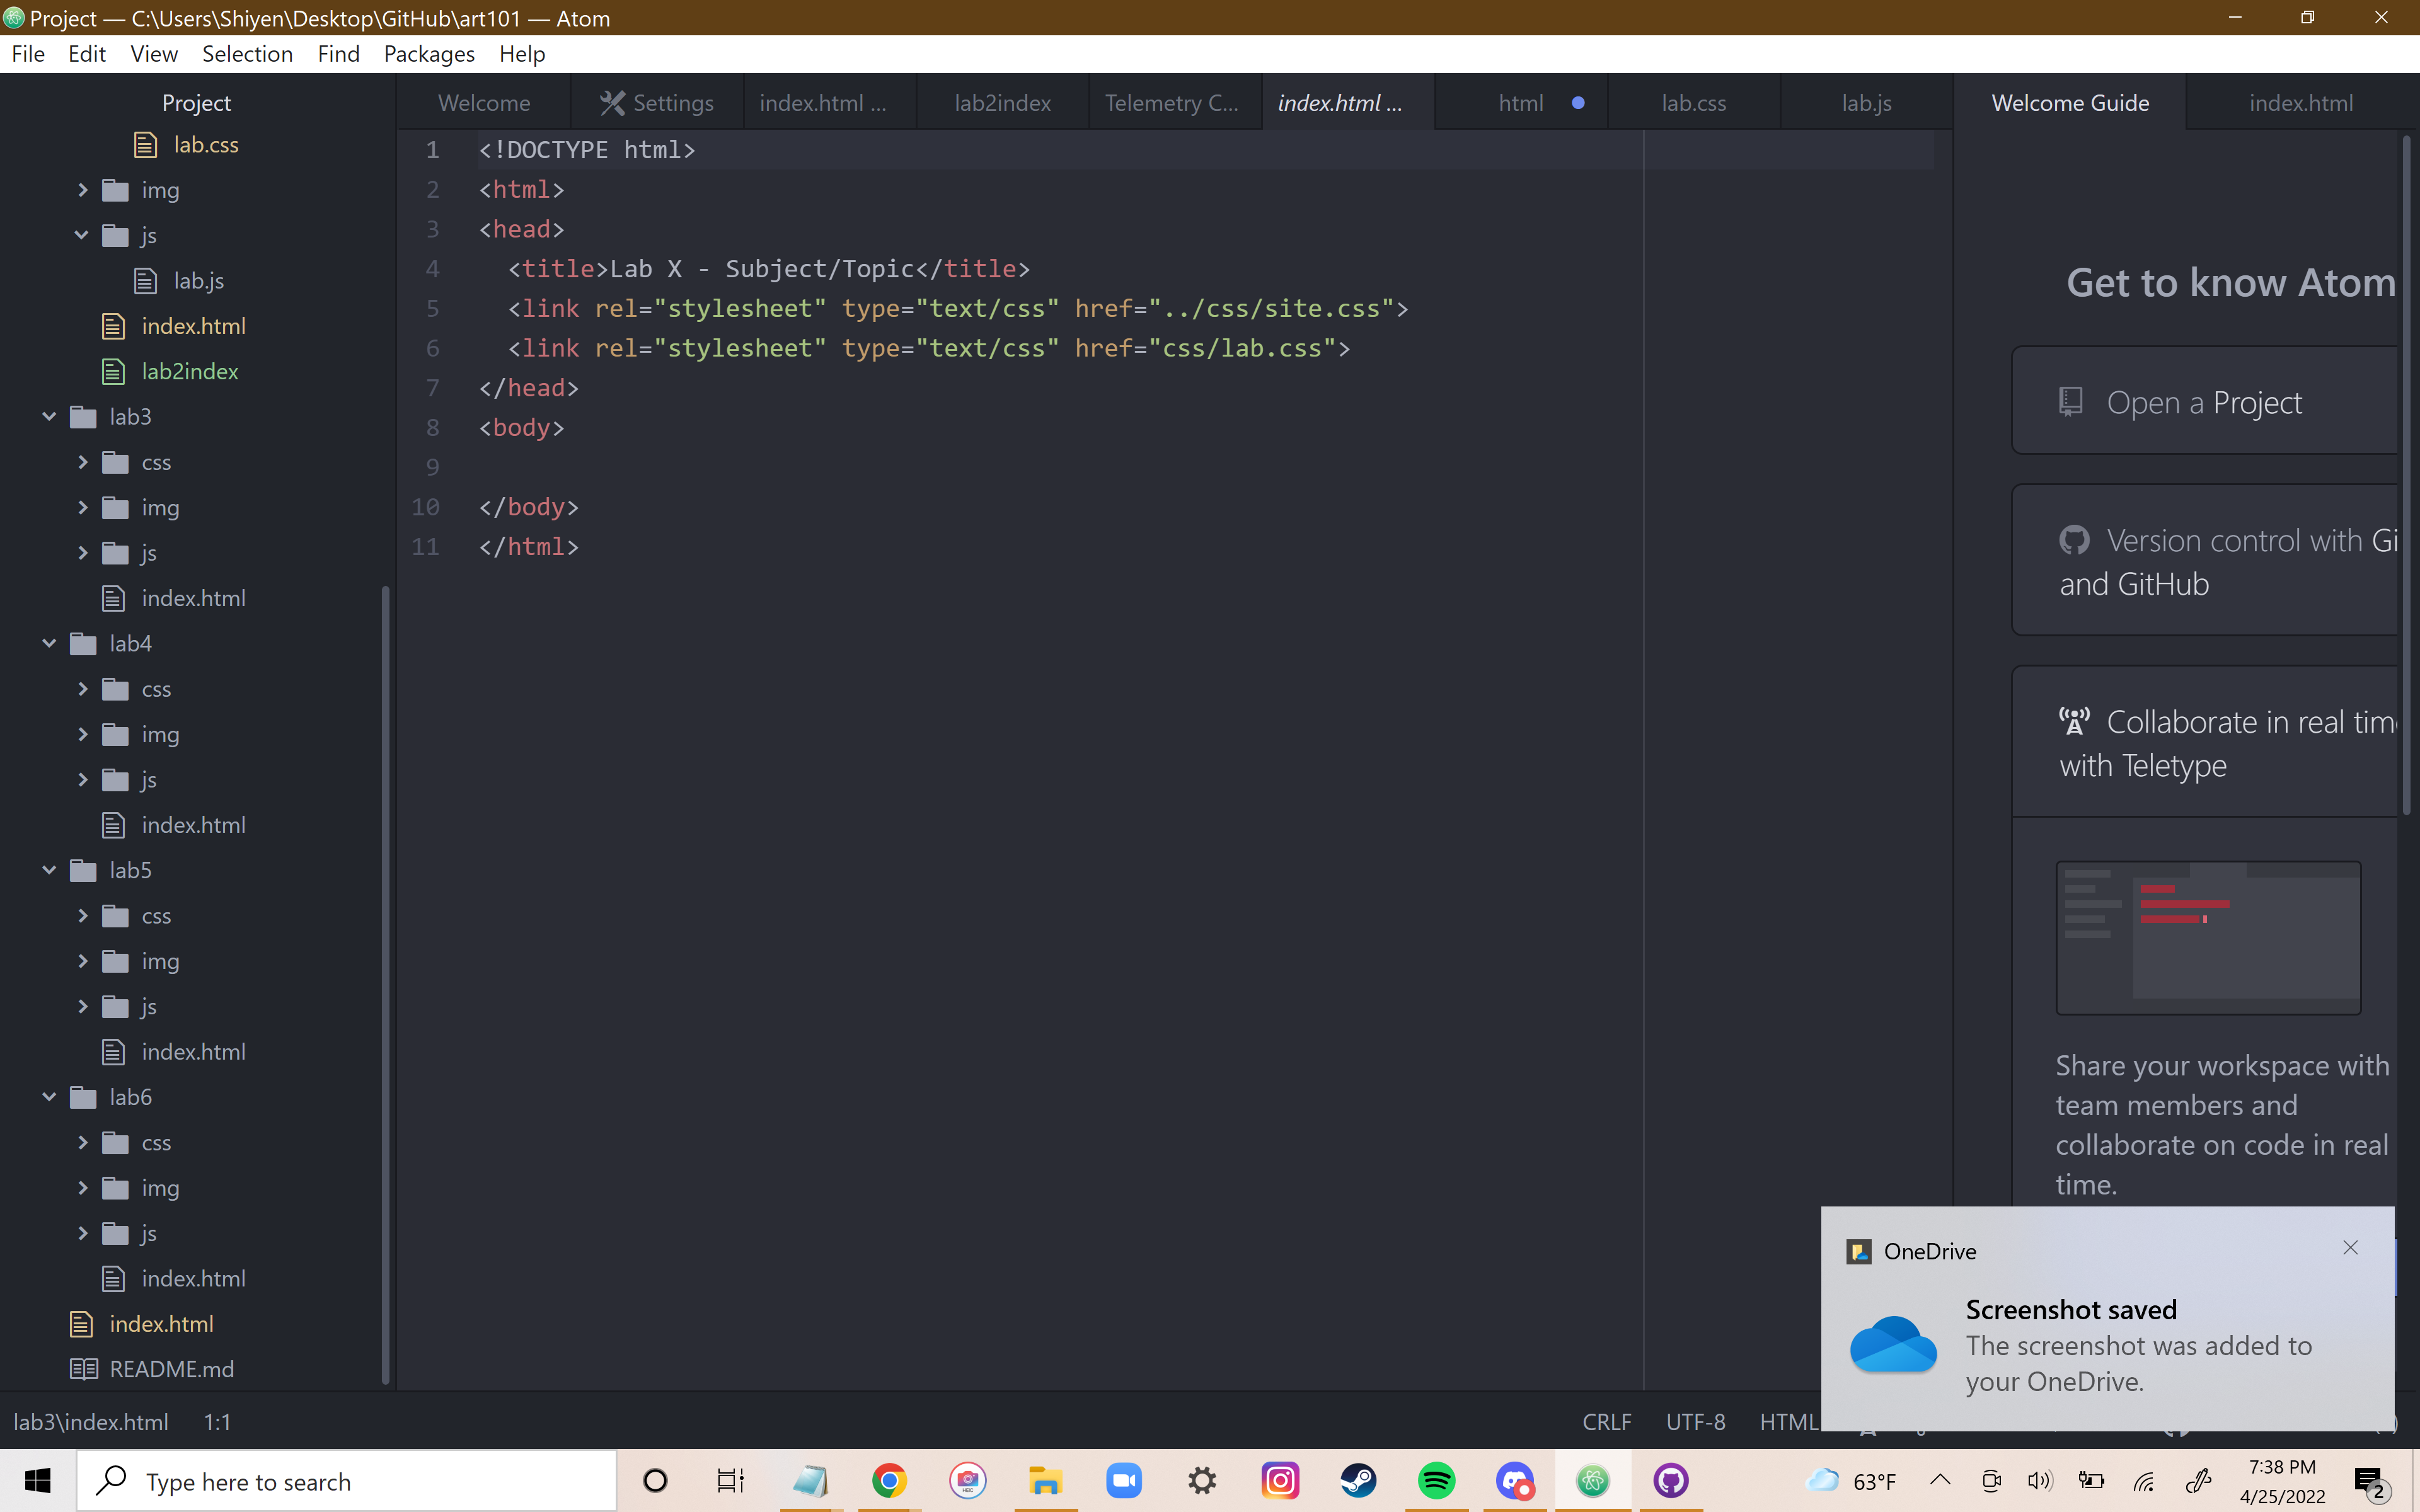 Project — C:\Users\Shiyen\Desktop\GitHub\art101 — Atom
File Edit View Selection Find Packages Help
Project
lab.css
img
js
lab.js
index.html
lab2index
lab3
css
img
js
index.html
lab4
css
img
js
index.html
lab5
css
img
js
index.html
lab6
css
img
js
index.html
index.html
README.md
Welcome Settings index.html ... lab2index Telemetry C... index.html ... html lab.css lab.js
1 <!DOCTYPE html>
2 <html>
3 <head>
4 <title>Lab X - Subject/Topic</title>
5 <link rel="stylesheet" type="text/css" href="../css/site.css">
6 <link rel="stylesheet" type="text/css" href="css/lab.css">
7 </head>
8 <body>
9
10 </body>
11 </html>
Welcome Guide index.html
Get to know Atom
Open a Project
Version control with Gi
and GitHub
Collaborate in real tim
with Teletype
Share your workspace with
team members and
collaborate on code in real
time.
OneDrive
Screenshot saved
The screenshot was added to
your OneDrive.
lab3\index.html 1:1 CRLF UTF-8 HTML
Type here to search
HEIC
63°F
7:38 PM
4/25/2022
2